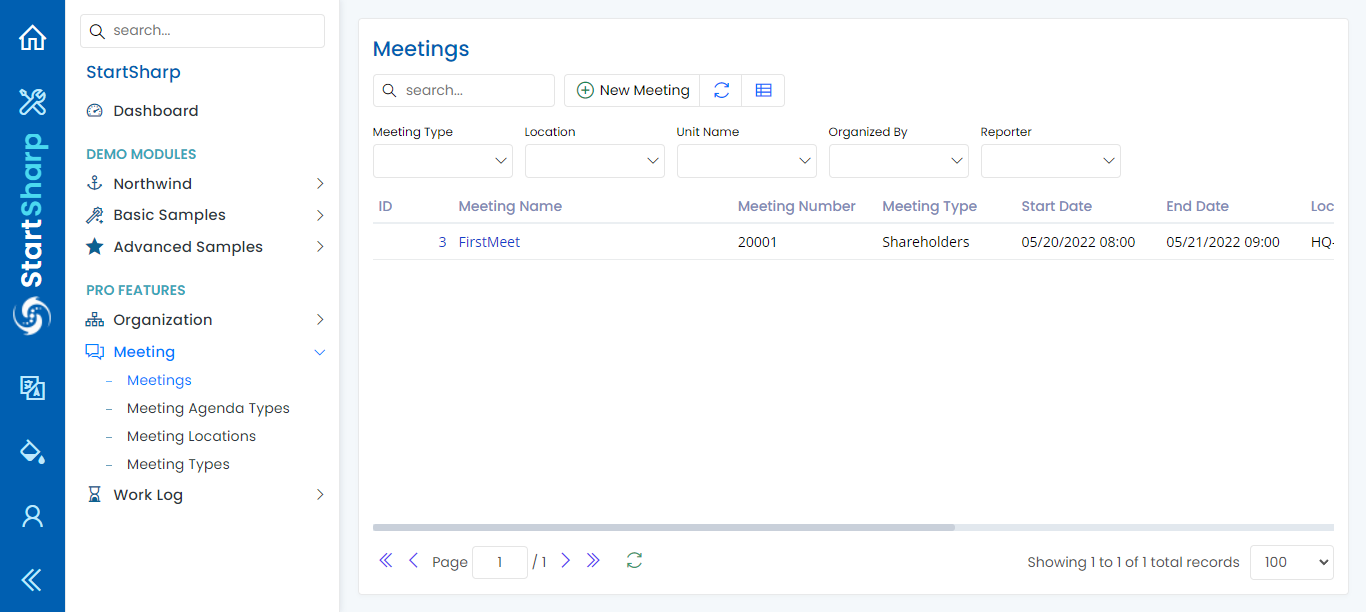 StartSharp
search...
StartSharp
Dashboard
DEMO MODULES
Northwind
Basic Samples
Advanced Samples
PRO FEATURES
Organization
Meeting
– Meetings
– Meeting Agenda Types
– Meeting Locations
– Meeting Types
Work Log
Meetings
search... New Meeting
Meeting Type Location Unit Name Organized By Reporter
ID Meeting Name Meeting Number Meeting Type Start Date End Date Loc
3 FirstMeet 20001 Shareholders 05/20/2022 08:00 05/21/2022 09:00 HQ-
Page 1 / 1 Showing 1 to 1 of 1 total records 100